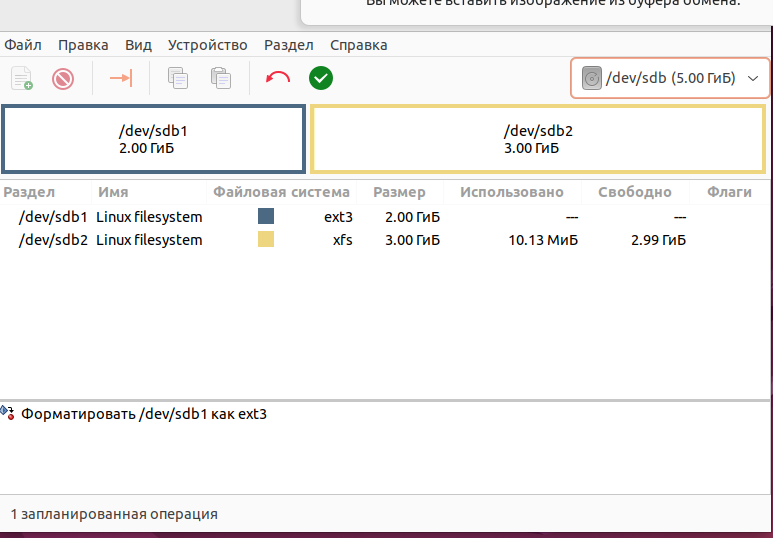 Вы можете вставить изображение из буфера обмена.
Файл Правка Вид Устройство Раздел Справка
/dev/sdb (5.00 ГиБ)
/dev/sdb1
2.00 ГиБ
/dev/sdb2
3.00 ГиБ
Раздел Имя Файловая система Размер Использовано Свободно Флаги
/dev/sdb1 Linux filesystem ext3 2.00 ГиБ --- ---
/dev/sdb2 Linux filesystem xfs 3.00 ГиБ 10.13 МиБ 2.99 ГиБ
Форматировать /dev/sdb1 как ext3
1 запланированная операция